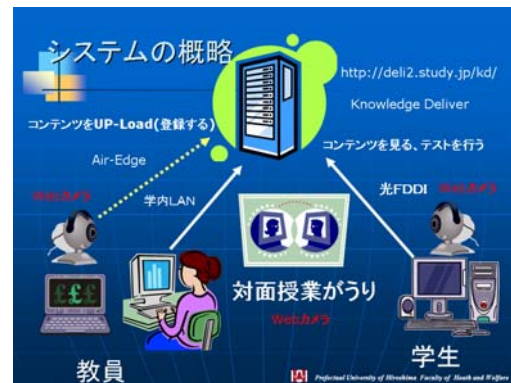 システムの概略
http://deli2.study.jp/kd/
Knowledge Deliver
コンテンツをUP-Load(登録する)
コンテンツを見る、テストを行う
Air-Edge
Webカメラ
学内LAN
光FDDI
Webカメラ
£££
対面授業がうり
Webカメラ
教員
学生
Prefectual University of Hiroshima Faculty of Heath and Welfare